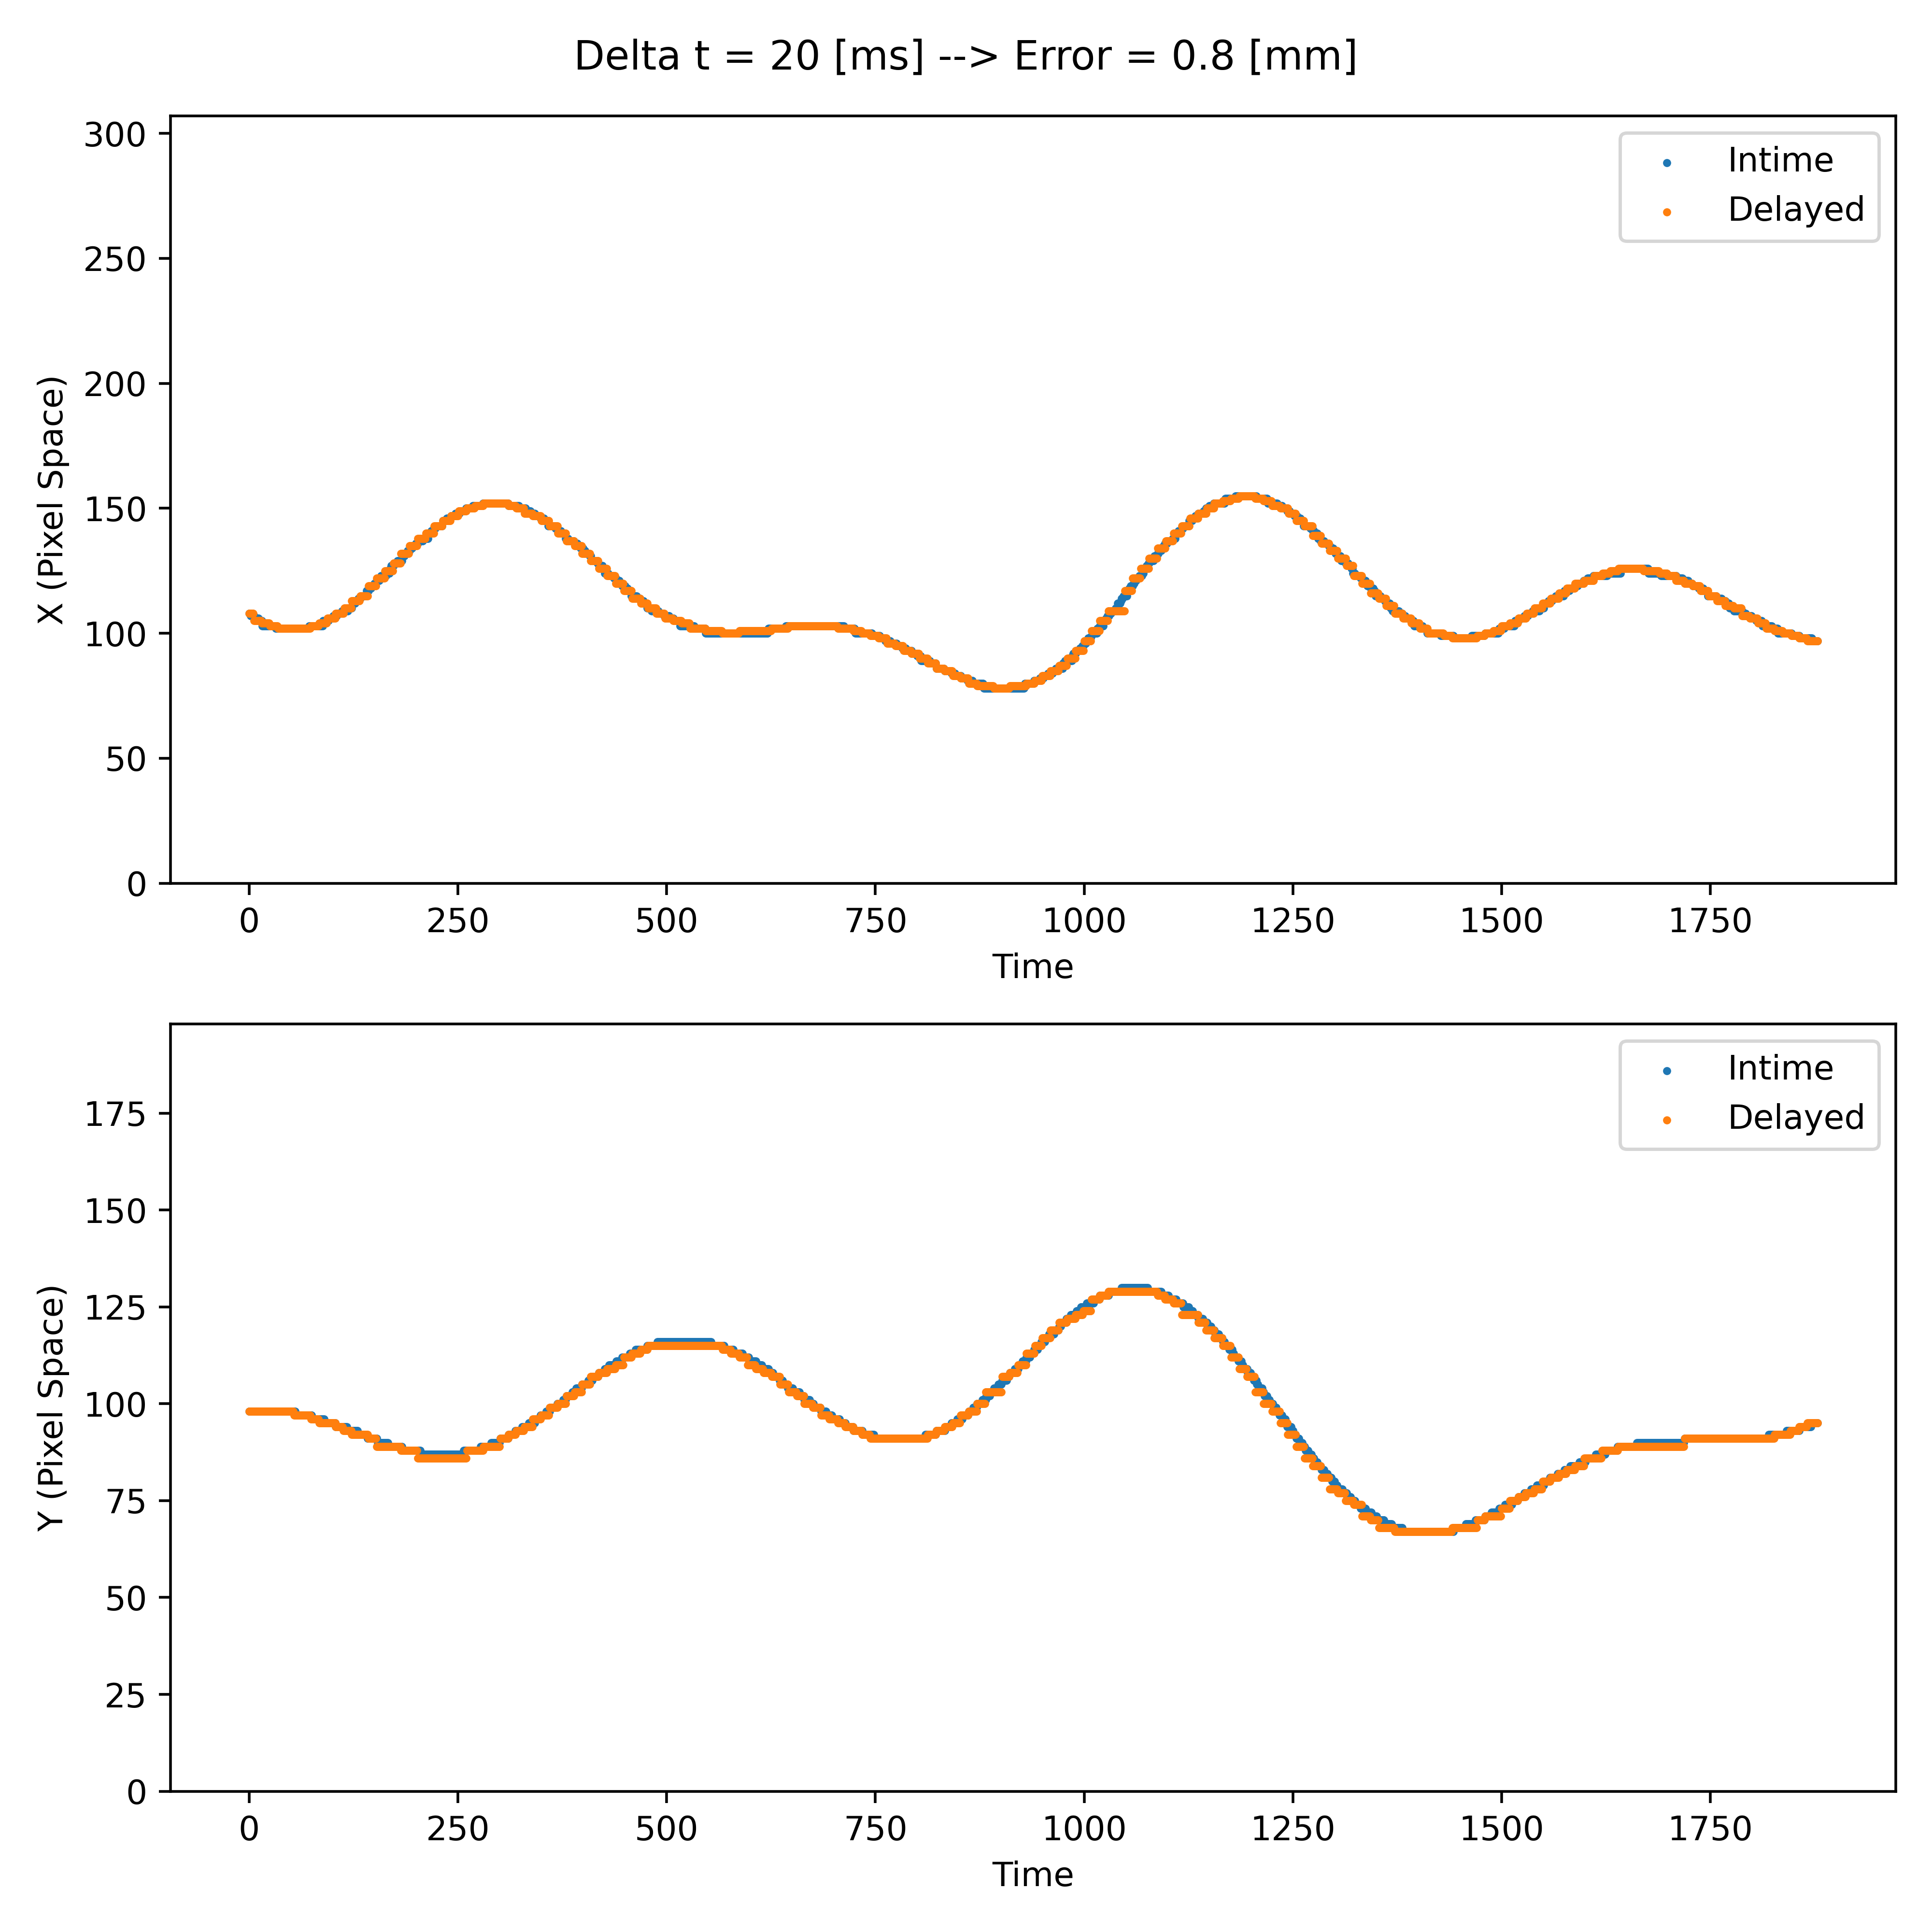 Delta t = 20 [ms] --> Error = 0.8 [mm]
300
250
200
150
100
50
0
X (Pixel Space)
Intime
Delayed
0 250 500 750 1000 1250 1500 1750
Time
175
150
125
100
75
50
25
0
Y (Pixel Space)
Intime
Delayed
0 250 500 750 1000 1250 1500 1750
Time